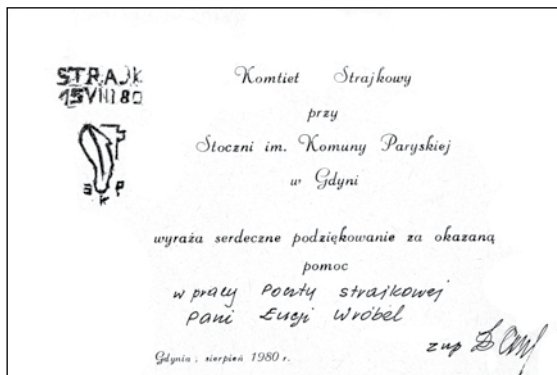 STRAJK
15 VIII 80
S
S K P
Komtiet Strajkowy
przy
Stoczni im. Komuny Paryskiej
w Gdyni
wyraża serdeczne podziękowanie za okazaną
pomoc
w pracy Poczty strajkowej
Pani Łucji Wróbel
Gdynia, sierpień 1980 r.